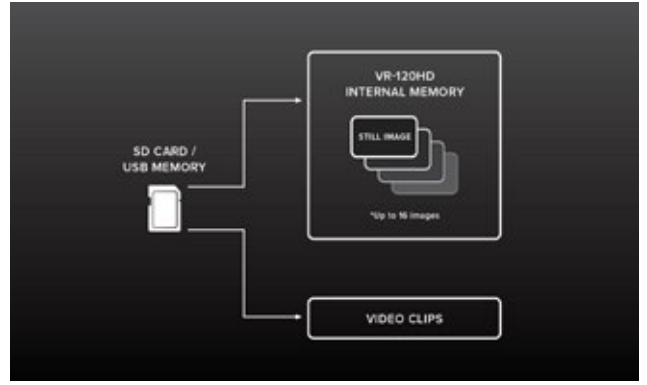 VR-120HD
INTERNAL MEMORY
STILL IMAGE
SD CARD /
USB MEMORY
*Up to 16 images
VIDEO CLIPS